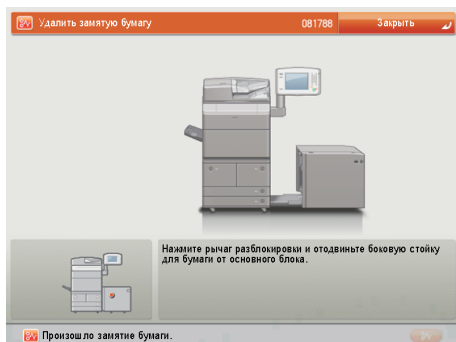 Удалить замятую бумагу
081788
Закрыть
Нажмите рычаг разблокировки и отодвиньте боковую стойку
для бумаги от основного блока.
Произошло замятие бумаги.